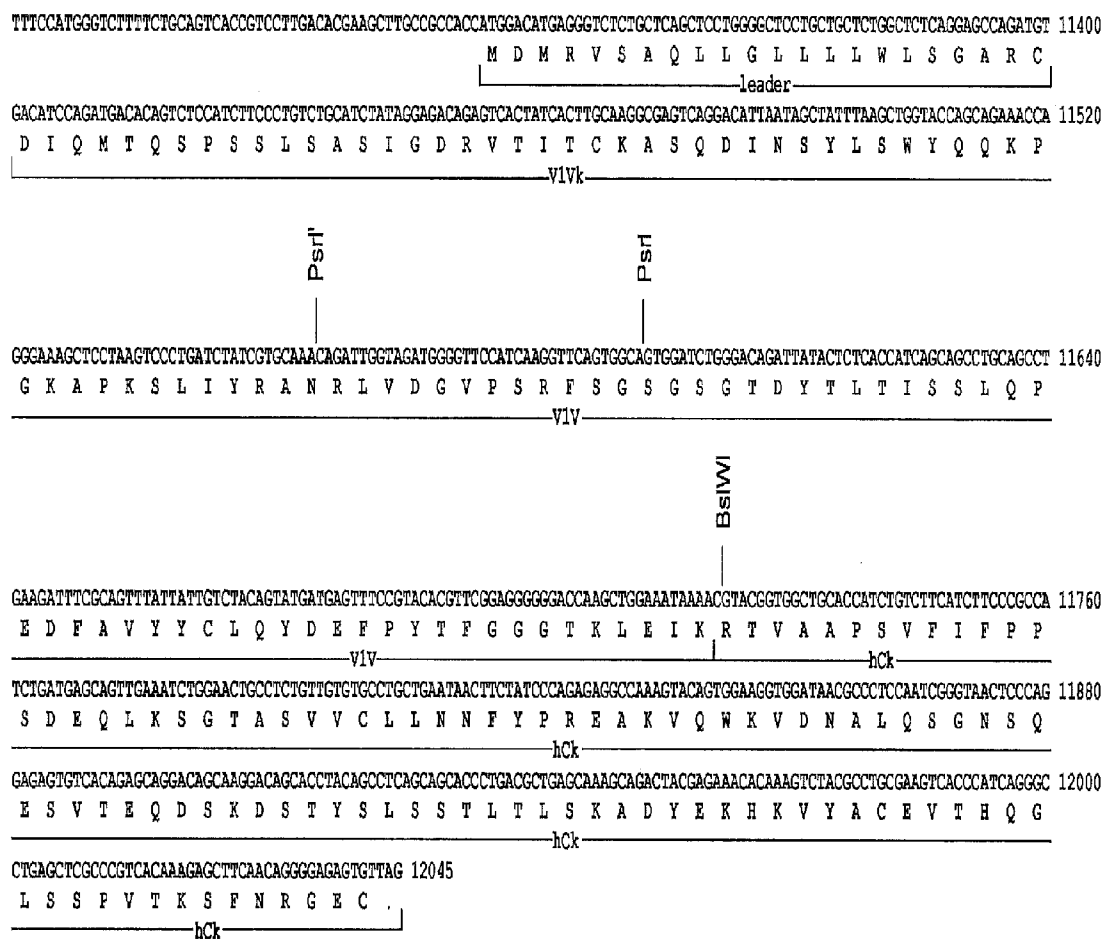 TTTCCATGGGTCTTTTCTGCAGTCACCGTCCTTGACACGAAGCTTGCCGCCACCATGGACATGAGGGTCTCTGCTCAGCTCCTGGGGCTCCTGCTGCTCTGGCTCTCAGGAGCCAGATGT 11400
M D M R V S A Q L L G L L L L W L S G A R C
leader
GACATCCAGATGACACAGTCTCCATCTTCCCTGTCTGCATCTATAGGAGACAGAGTCACTATCACTTGCAAGGCGAGTCAGGACATTAATAGCTATTTAAGCTGGTACCAGCAGAAACCA 11520
D I Q M T Q S P S S L S A S I G D R V T I T C K A S Q D I N S Y L S W Y Q Q K P
V1Vk
PsrI' PsrI
GGGAAAGCTCCTAAGTCCCTGATCTATCGTGCAAACAGATTGGTAGATGGGGTTCCATCAAGGTTCAGTGGCAGTGGATCTGGGACAGATTATACTCTCACCATCAGCAGCCTGCAGCCT 11640
G K A P K S L I Y R A N R L V D G V P S R F S G S G S G T D Y T L T I S S L Q P
V1V
BsIWI
GAAGATTTCGCAGTTTATTATTGTCTACAGTATGATGAGTTTCCGTACACGTTCGGAGGGGGGACCAAGCTGGAAATAAAACGTACGGTGGCTGCACCATCTGTCTTCATCTTCCCGCCA 11760
E D F A V Y Y C L Q Y D E F P Y T F G G G T K L E I K R T V A A P S V F I F P P
V1V hCk
TCTGATGAGCAGTTGAAATCTGGAACTGCCTCTGTTGTGTGCCTGCTGAATAACTTCTATCCCAGAGAGGCCAAAGTACAGTGGAAGGTGGATAACGCCCTCCAATCGGGTAACTCCCAG 11880
S D E Q L K S G T A S V V C L L N N F Y P R E A K V Q W K V D N A L Q S G N S Q
hCk
GAGAGTGTCACAGAGCAGGACAGCAAGGACAGCACCTACAGCCTCAGCAGCACCCTGACGCTGAGCAAAGCAGACTACGAGAAACACAAAGTCTACGCCTGCGAAGTCACCCATCAGGGC 12000
E S V T E Q D S K D S T Y S L S S T L T L S K A D Y E K H K V Y A C E V T H Q G
hCk
CTGAGCTCGCCCGTCACAAAGAGCTTCAACAGGGGAGAGTGTTAG 12045
L S S P V T K S F N R G E C .
hCk